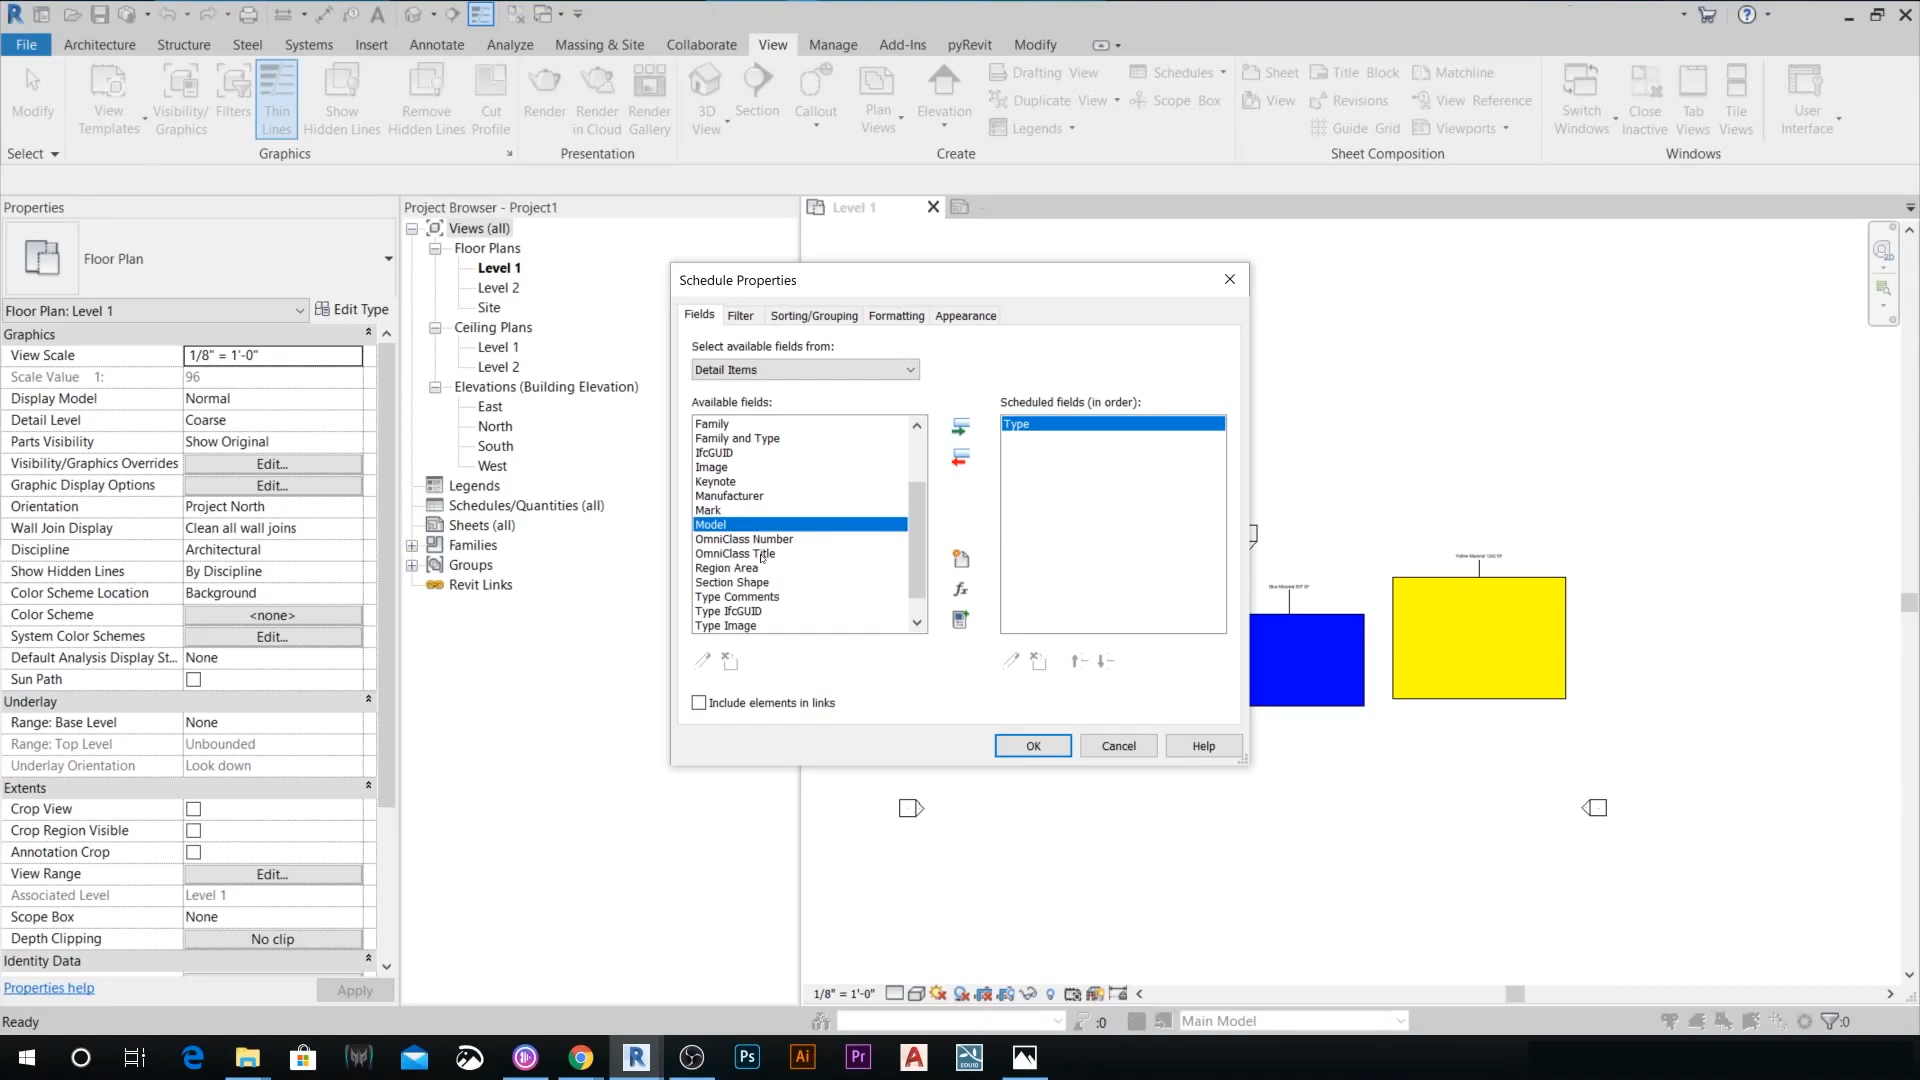 File
Architecture
Structure
Steel
Systems
Insert
Annotate
Analyze
Massing & Site
Collaborate
View
Manage
Add-Ins
pyRevit
Modify
Modify
View Templates
Visibility/ Graphics
Filters
Thin Lines
Show Hidden Lines
Remove Hidden Lines
Cut Profile
Render
Render in Cloud
Render Gallery
3D View
Section
Callout
Plan Views
Elevation
Drafting View
Duplicate View
Legends
Schedules
Scope Box
Sheet
View
Title Block
Revisions
Guide Grid
Matchline
View Reference
Viewports
Switch Windows
Close Inactive
Tab Views
Tile Views
User Interface
Select
Graphics
Presentation
Create
Sheet Composition
Windows
Properties
Floor Plan
Floor Plan: Level 1
Edit Type
Graphics
View Scale 1/8" = 1'-0"
Scale Value 1: 96
Display Model Normal
Detail Level Coarse
Parts Visibility Show Original
Visibility/Graphics Overrides Edit...
Graphic Display Options Edit...
Orientation Project North
Wall Join Display Clean all wall joins
Discipline Architectural
Show Hidden Lines By Discipline
Color Scheme Location Background
Color Scheme <none>
System Color Schemes Edit...
Default Analysis Display St... None
Sun Path
Underlay
Range: Base Level None
Range: Top Level Unbounded
Underlay Orientation Look down
Extents
Crop View
Crop Region Visible
Annotation Crop
View Range Edit...
Associated Level Level 1
Scope Box None
Depth Clipping No clip
Identity Data
Properties help
Apply
Project Browser - Project1
Views (all)
Floor Plans
Level 1
Level 2
Site
Ceiling Plans
Level 1
Level 2
Elevations (Building Elevation)
East
North
South
West
Legends
Schedules/Quantities (all)
Sheets (all)
Families
Groups
Revit Links
Level 1
Schedule Properties
Fields
Filter
Sorting/Grouping
Formatting
Appearance
Select available fields from:
Detail Items
Available fields:
Family
Family and Type
IfcGUID
Image
Keynote
Manufacturer
Mark
Model
OmniClass Number
OmniClass Title
Region Area
Section Shape
Type Comments
Type IfcGUID
Type Image
Scheduled fields (in order):
Type
Include elements in links
OK
Cancel
Help
1/8" = 1'-0"
Ready
:0
Main Model
:0
Ps
Ai
Pr